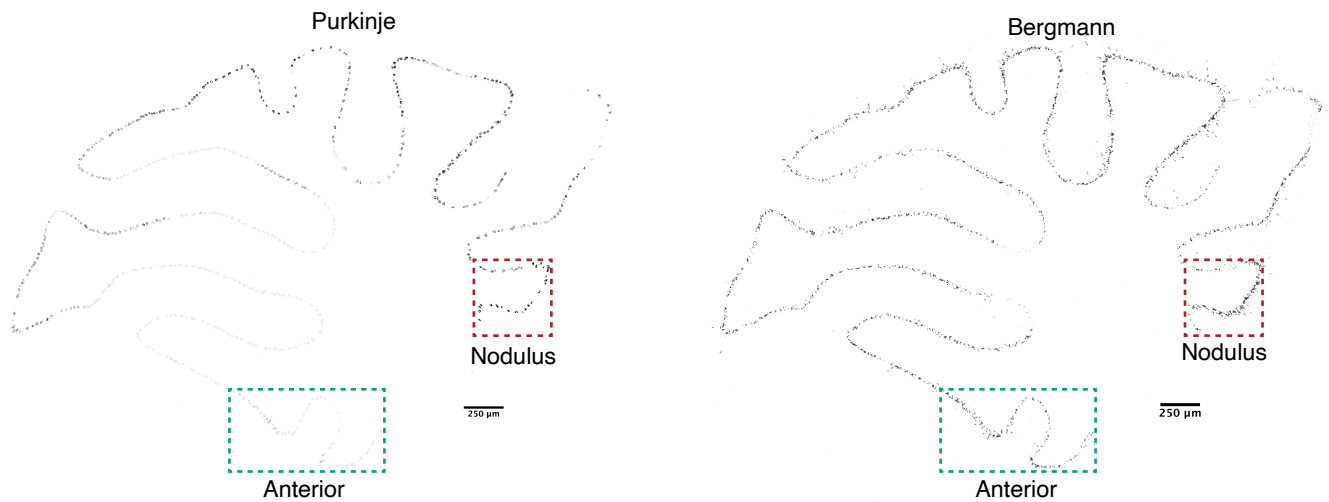 Purkinje
Nodulus
250 µm
Anterior
Bergmann
Nodulus
250 µm
Anterior